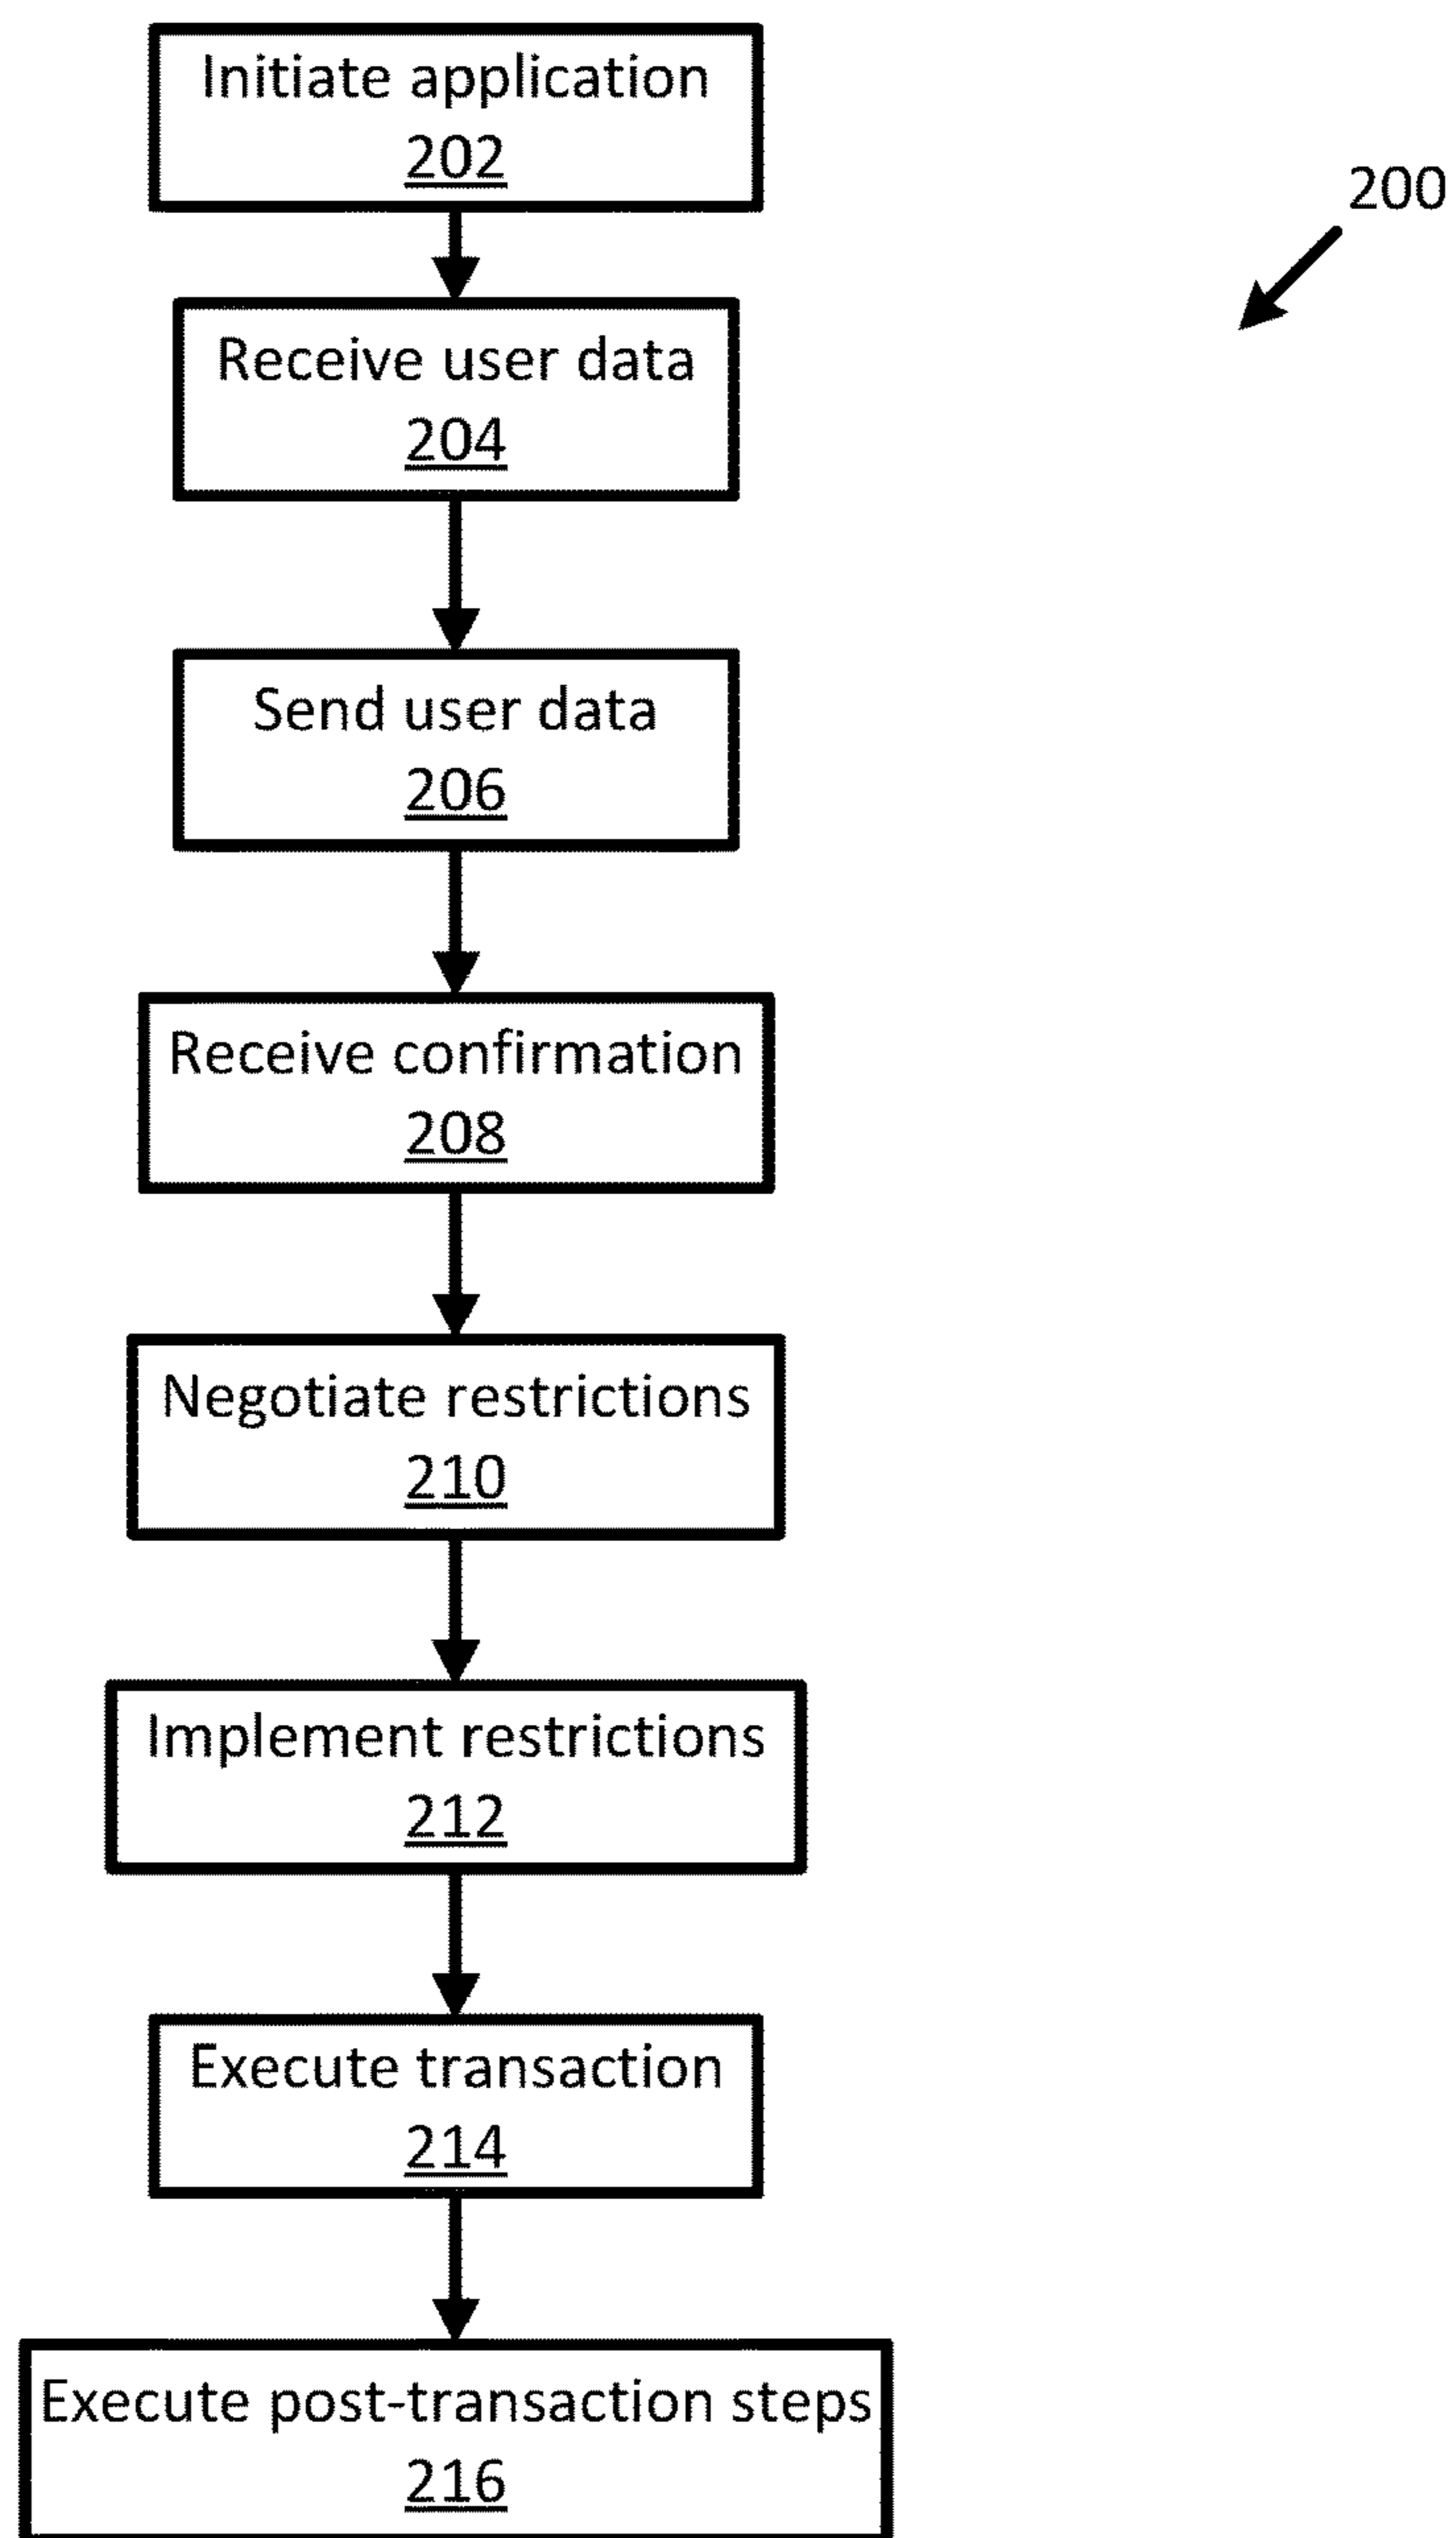 Initiate application
202
200
Receive user data
204
Send user data
206
Receive confirmation
208
Negotiate restrictions
210
Implement restrictions
212
Execute transaction
214
Execute post-transaction steps
216